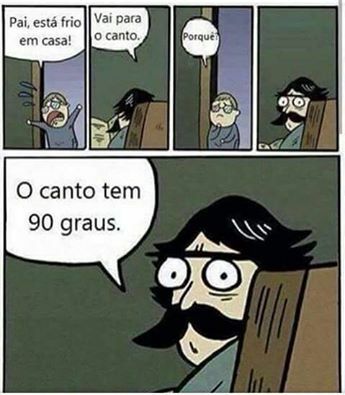 Pai, está frio
em casa!
Vai para
o canto.
Porquê?
O canto tem
90 graus.